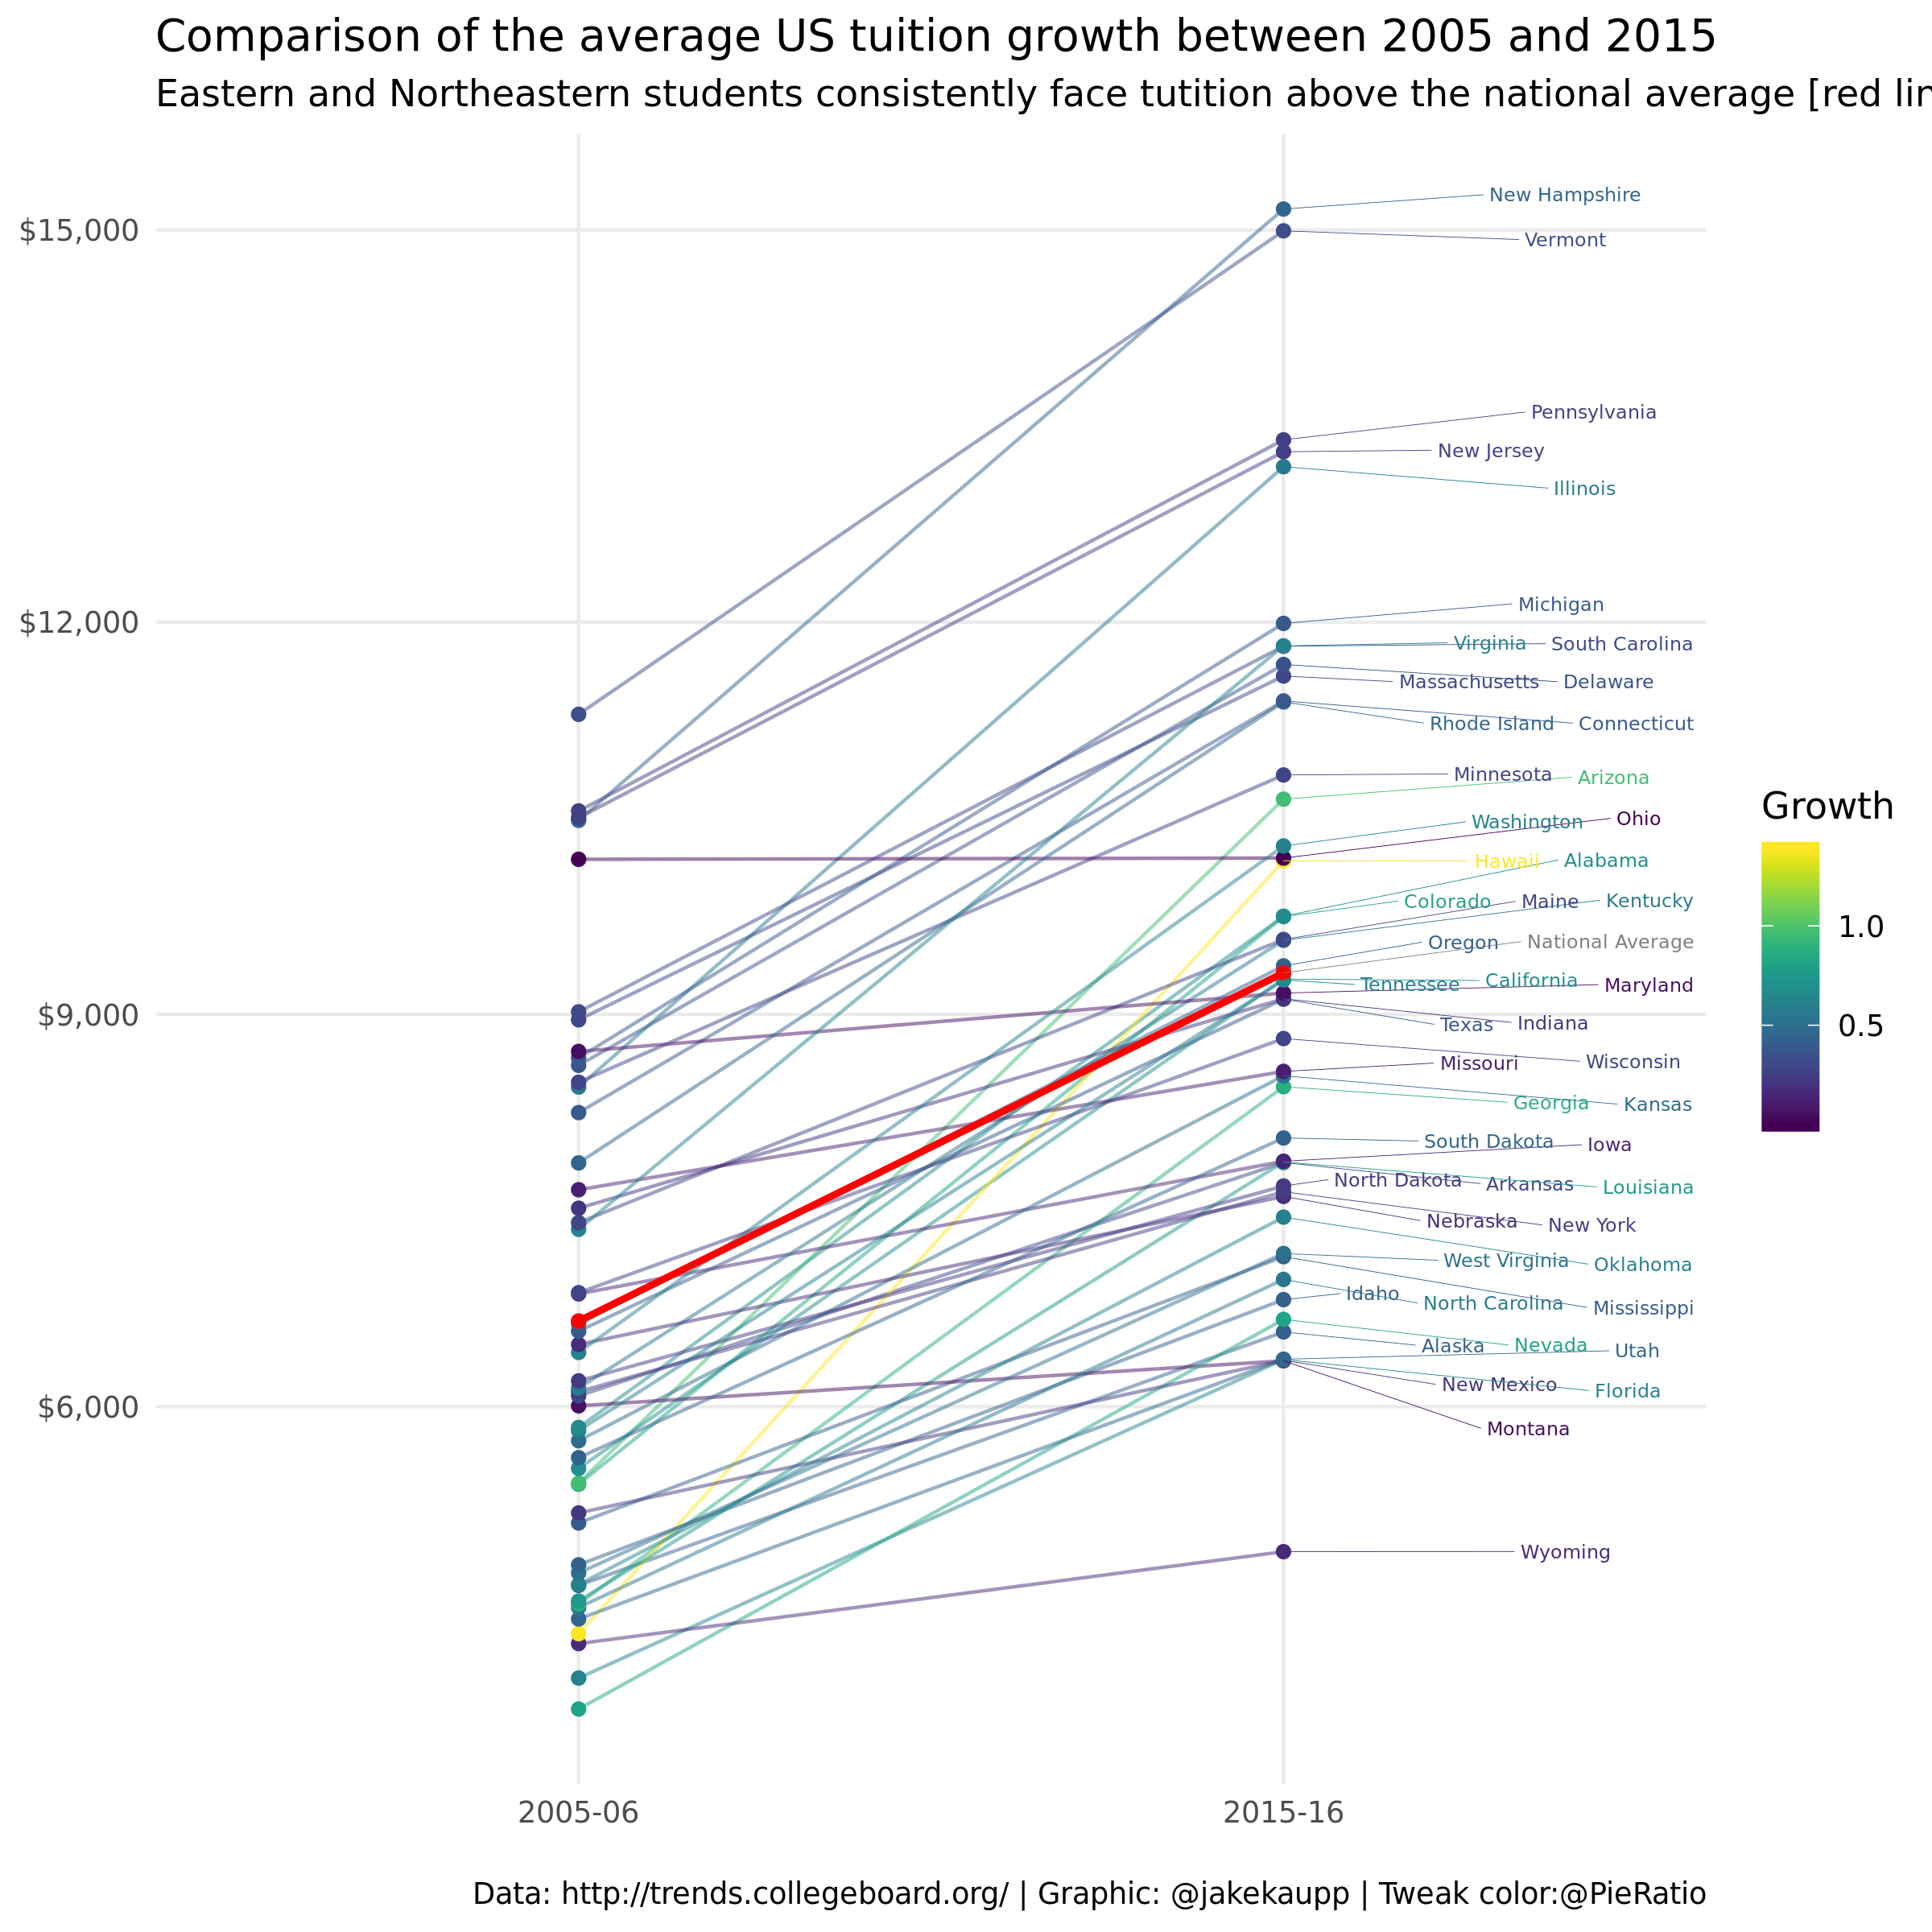 Comparison of the average US tuition growth between 2005 and 2015
Eastern and Northeastern students consistently face tutition above the national average [red lin
$15,000
$12,000
$9,000
$6,000
New Hampshire
Vermont
Pennsylvania
New Jersey
Illinois
Michigan
Virginia
South Carolina
Massachusetts
Delaware
Rhode Island
Connecticut
Minnesota
Arizona
Washington
Ohio
Hawaii
Alabama
Colorado
Maine
Kentucky
Oregon
National Average
Tennessee
California
Maryland
Texas
Indiana
Missouri
Wisconsin
Georgia
Kansas
South Dakota
Iowa
North Dakota
Arkansas
Louisiana
Nebraska
New York
West Virginia
Oklahoma
Idaho
North Carolina
Mississippi
Alaska
Nevada
Utah
New Mexico
Florida
Montana
Wyoming
Growth
1.0
0.5
2005-06
2015-16
Data: http://trends.collegeboard.org/ | Graphic: @jakekaupp | Tweak color:@PieRatio